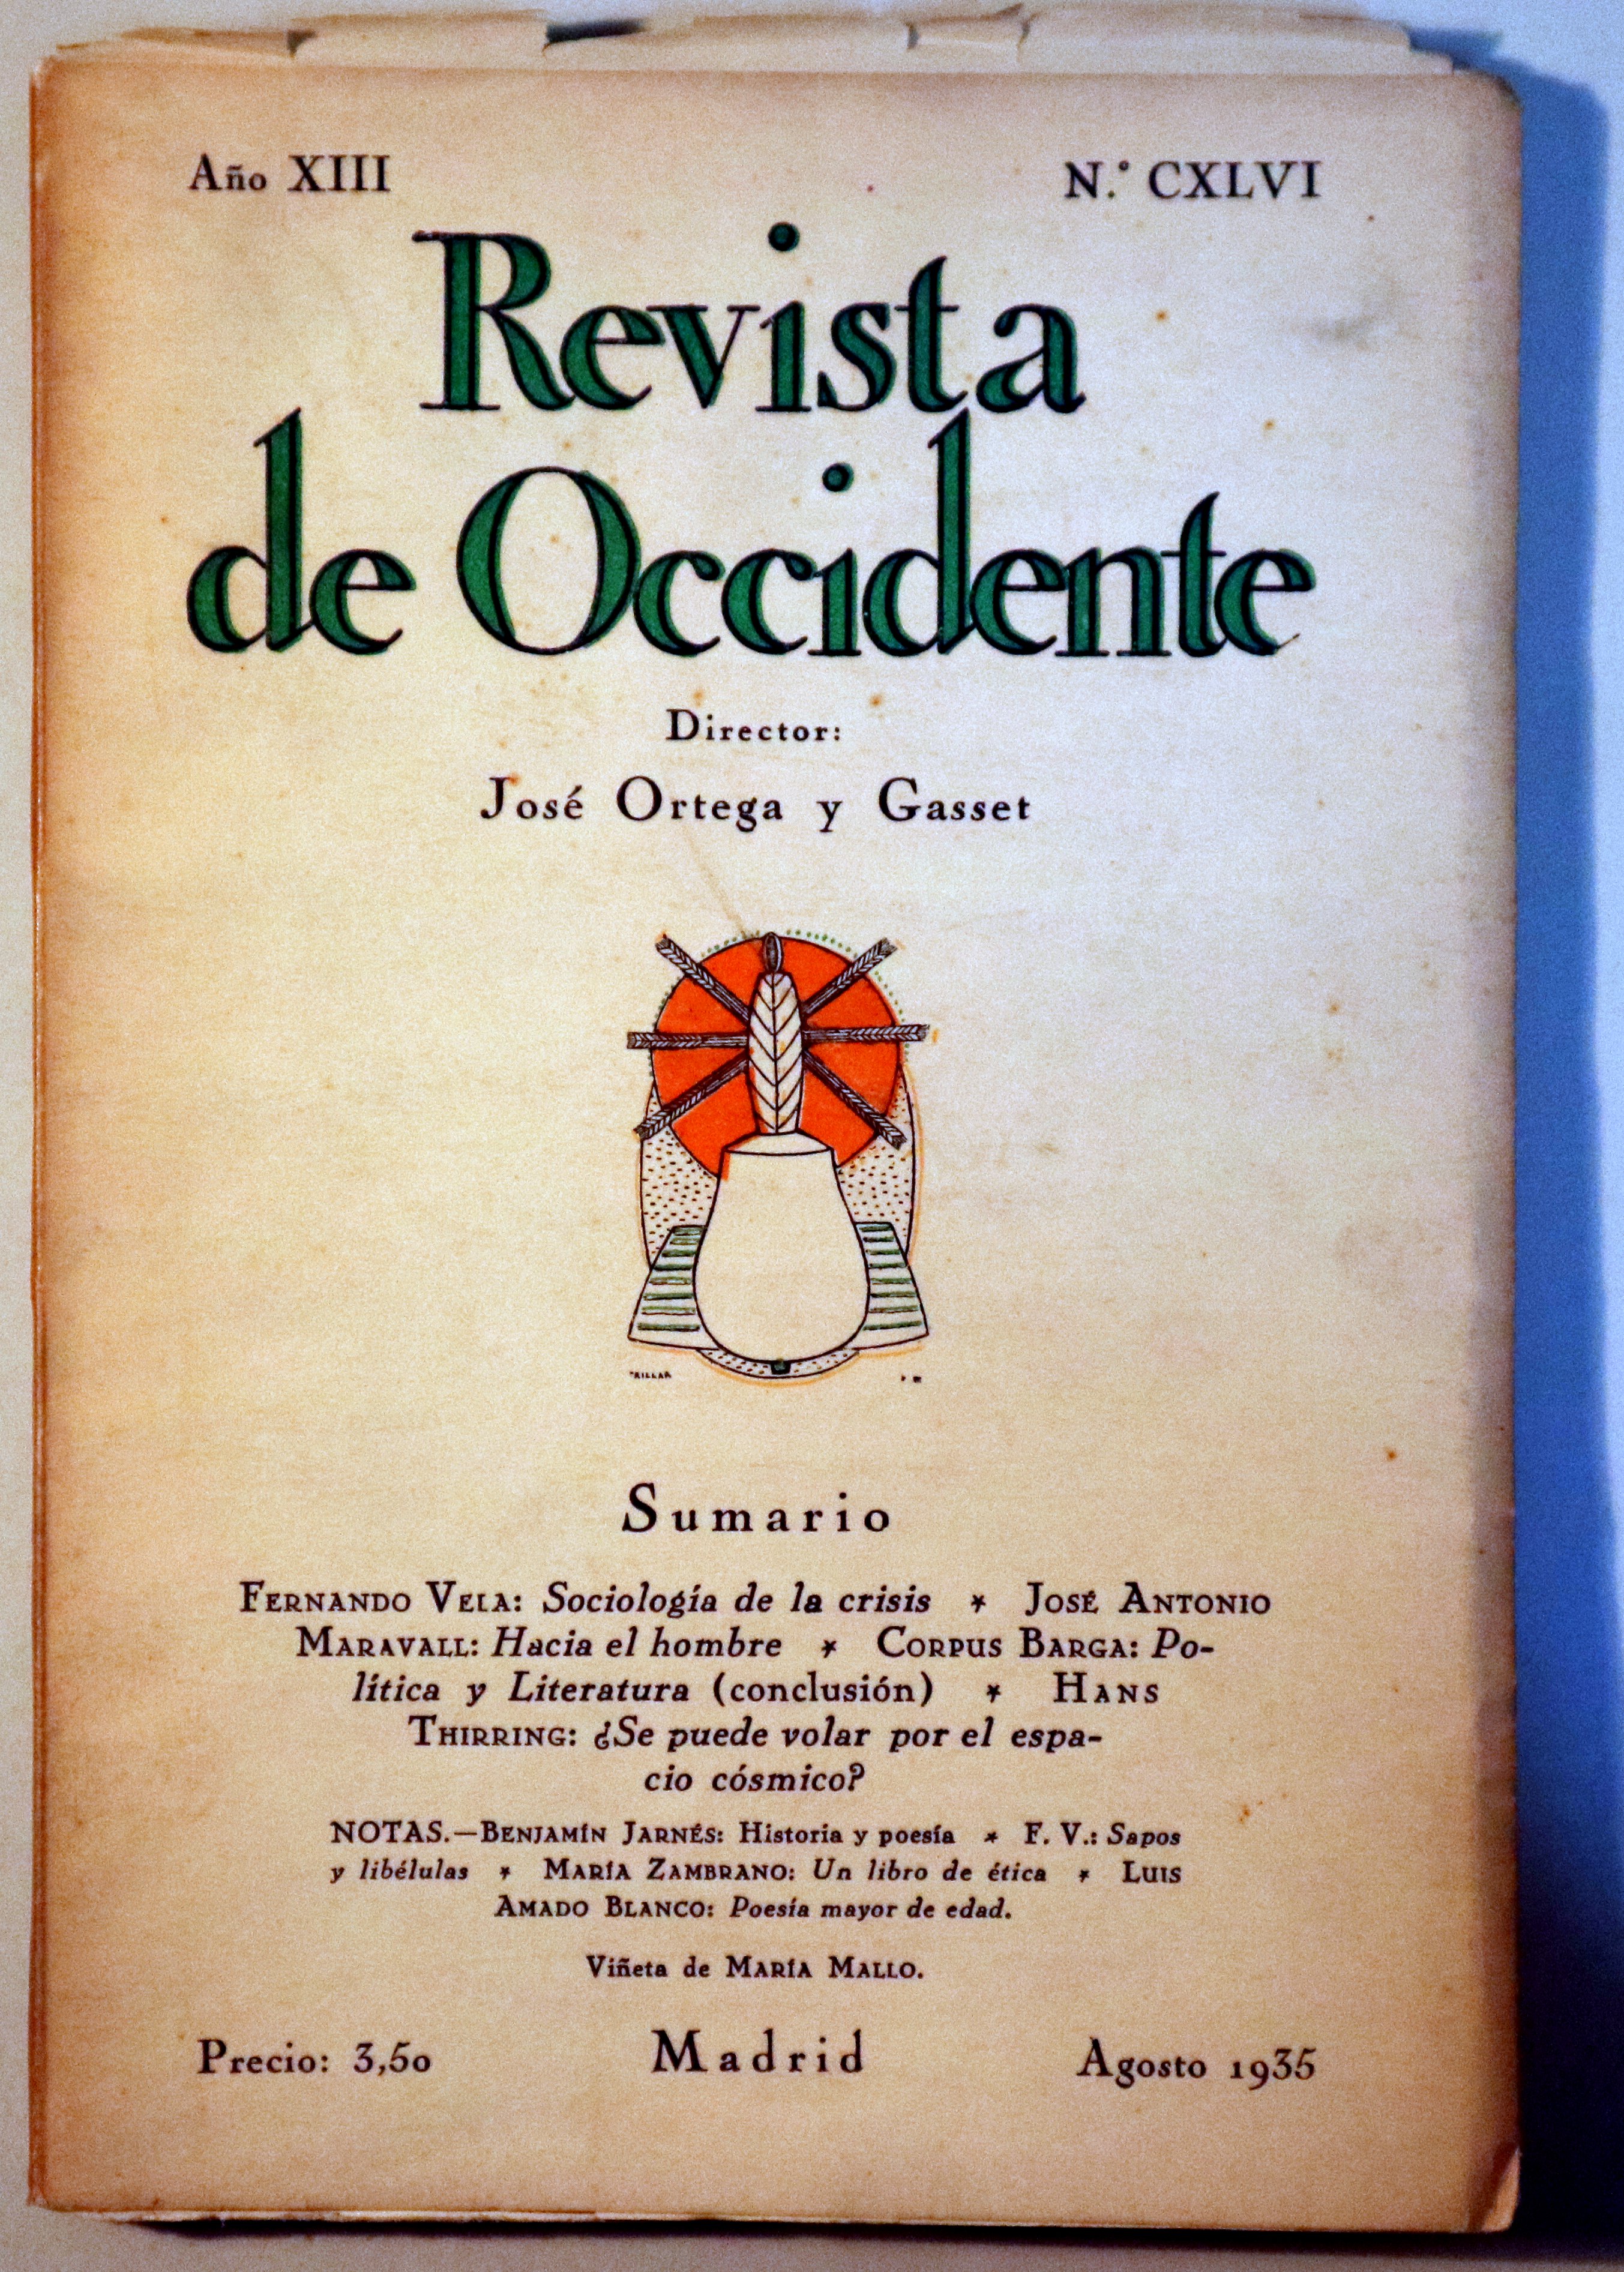 Año XIII
N.º CXLVI
Revista
de Occidente
Director:
José Ortega y Gasset
Sumario
FERNANDO VELA: Sociología de la crisis * JOSÉ ANTONIO
MARAVALL: Hacia el hombre * CORPUS BARGA: Po-
lítica y Literatura (conclusión) * HANS
THIRRING: ¿Se puede volar por el espa-
cio cósmico?
NOTAS.—BENJAMÍN JARNÉS: Historia y poesía * F. V.: Sapos
y libélulas * MARÍA ZAMBRANO: Un libro de ética * LUIS
AMADO BLANCO: Poesía mayor de edad.
Viñeta de MARÍA MALLO.
Precio: 3,50
Madrid
Agosto 1935